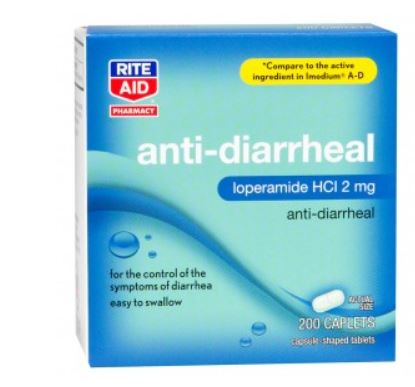 RITE
AID
PHARMACY
*Compare to the active
ingredient in Imodium® A-D
anti-diarrheal
loperamide HCl 2 mg
anti-diarrheal
for the control of the
symptoms of diarrhea
easy to swallow
ACTUAL
SIZE
200 CAPLETS
capsule-shaped tablets